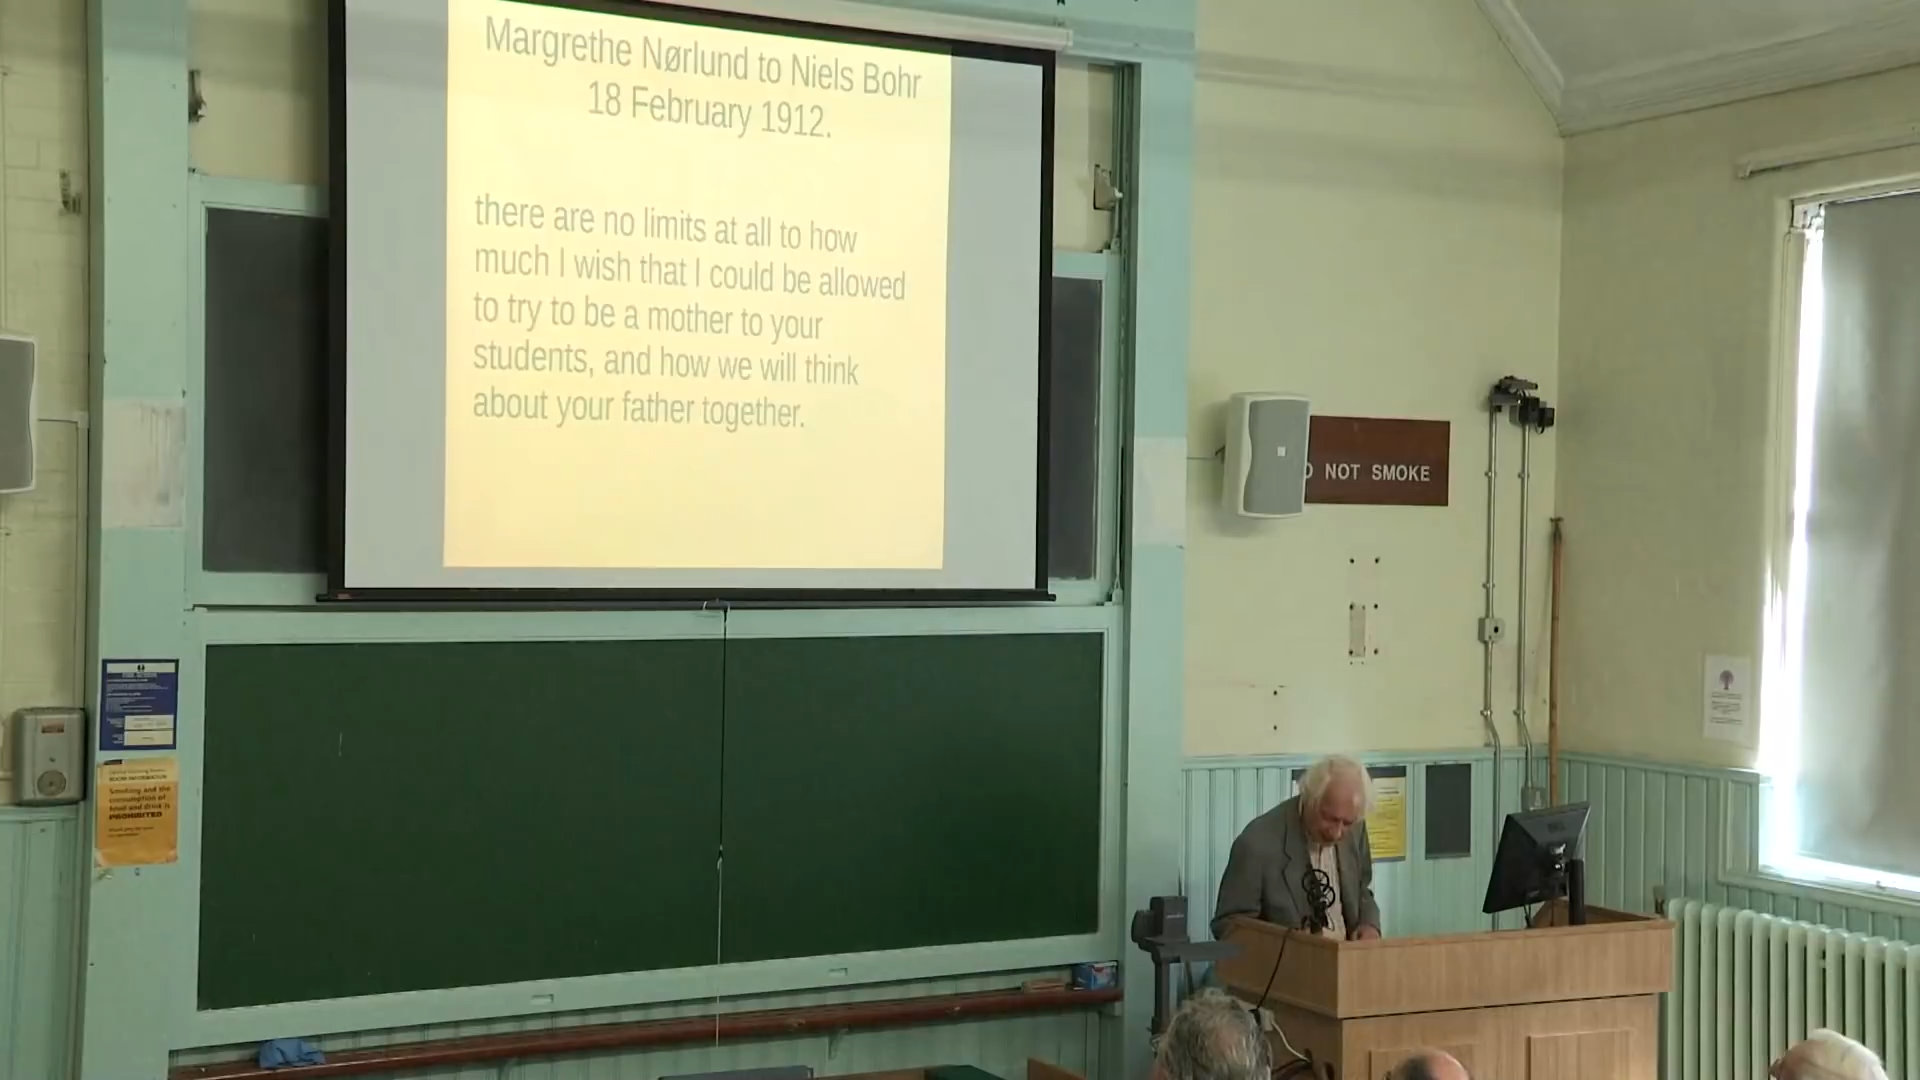 Margrethe Nørlund to Niels Bohr
18 February 1912.
there are no limits at all to how
much I wish that I could be allowed
to try to be a mother to your
students, and how we will think
about your father together.
NOT SMOKE
Smoking and the
consumption of
food and drink is
PROHIBITED